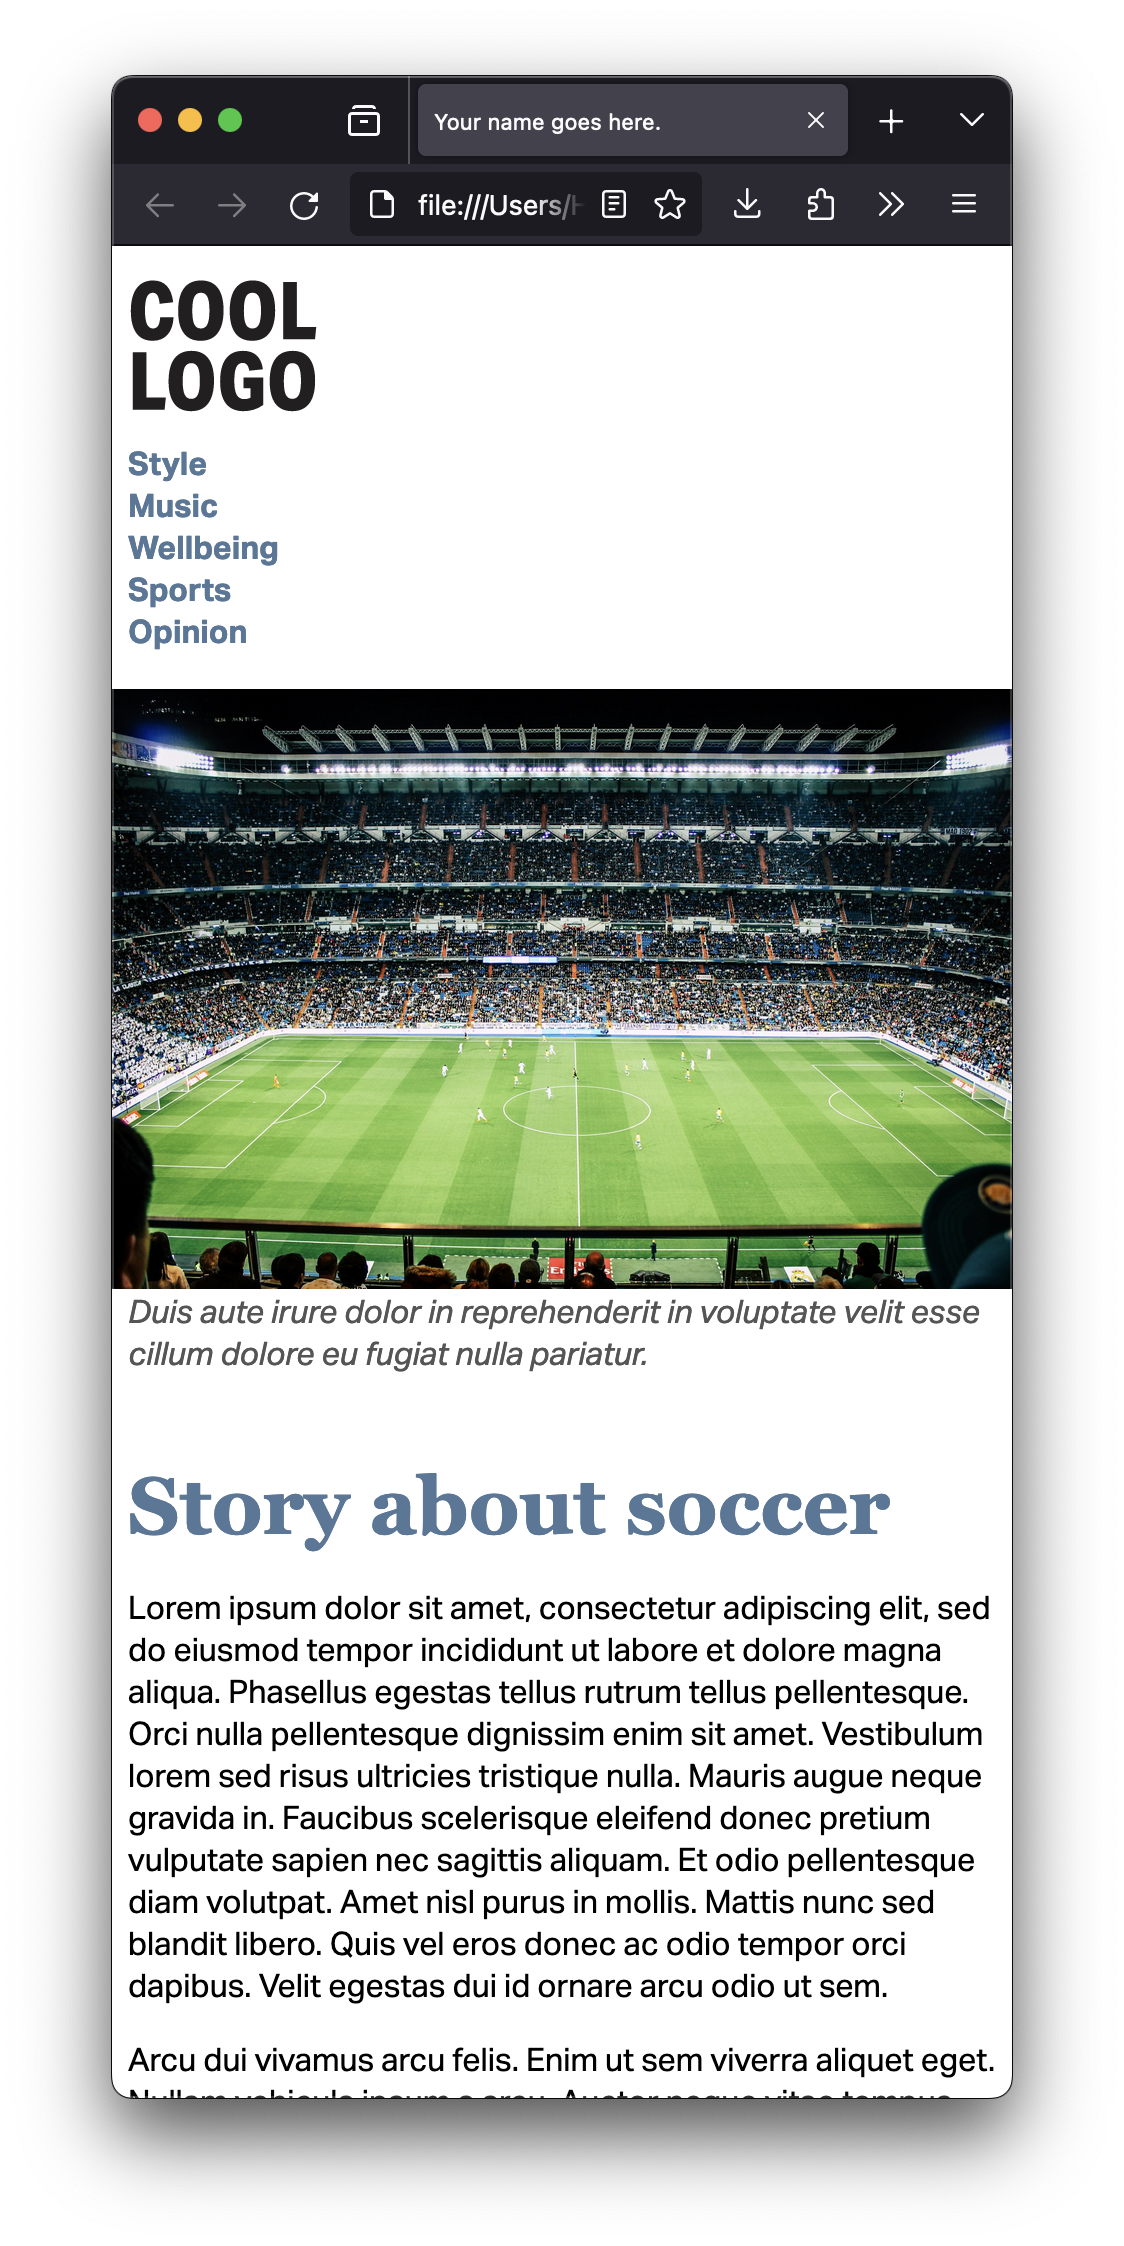 Your name goes here.
file:///Users/
COOL
LOGO
Style
Music
Wellbeing
Sports
Opinion
Duis aute irure dolor in reprehenderit in voluptate velit esse
cillum dolore eu fugiat nulla pariatur.
Story about soccer
Lorem ipsum dolor sit amet, consectetur adipiscing elit, sed
do eiusmod tempor incididunt ut labore et dolore magna
aliqua. Phasellus egestas tellus rutrum tellus pellentesque.
Orci nulla pellentesque dignissim enim sit amet. Vestibulum
lorem sed risus ultricies tristique nulla. Mauris augue neque
gravida in. Faucibus scelerisque eleifend donec pretium
vulputate sapien nec sagittis aliquam. Et odio pellentesque
diam volutpat. Amet nisl purus in mollis. Mattis nunc sed
blandit libero. Quis vel eros donec ac odio tempor orci
dapibus. Velit egestas dui id ornare arcu odio ut sem.
Arcu dui vivamus arcu felis. Enim ut sem viverra aliquet eget.